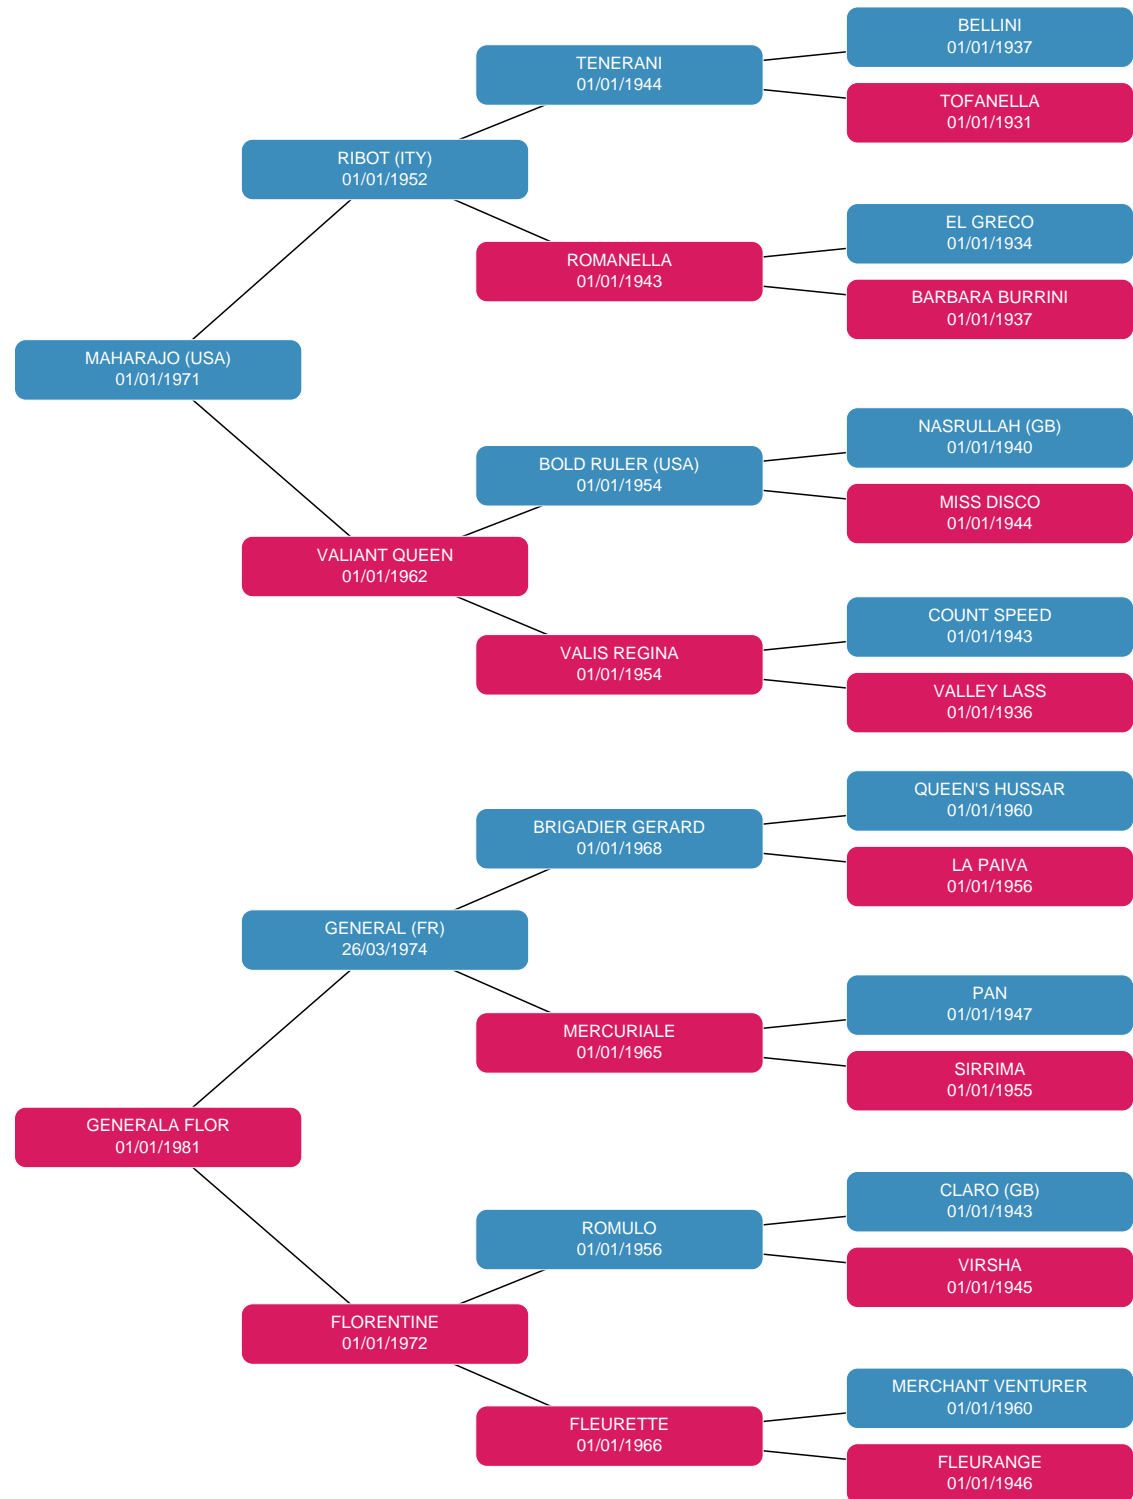 BELLINI
01/01/1937
TENERANI
01/01/1944
TOFANELLA
01/01/1931
RIBOT (ITY)
01/01/1952
EL GRECO
01/01/1934
ROMANELLA
01/01/1943
BARBARA BURRINI
01/01/1937
MAHARAJO (USA)
01/01/1971
NASRULLAH (GB)
01/01/1940
BOLD RULER (USA)
01/01/1954
MISS DISCO
01/01/1944
VALIANT QUEEN
01/01/1962
COUNT SPEED
01/01/1943
VALIS REGINA
01/01/1954
VALLEY LASS
01/01/1936
QUEEN'S HUSSAR
01/01/1960
BRIGADIER GERARD
01/01/1968
LA PAIVA
01/01/1956
GENERAL (FR)
26/03/1974
PAN
01/01/1947
MERCURIALE
01/01/1965
SIRRIMA
01/01/1955
GENERALA FLOR
01/01/1981
CLARO (GB)
01/01/1943
ROMULO
01/01/1956
VIRSHA
01/01/1945
FLORENTINE
01/01/1972
MERCHANT VENTURER
01/01/1960
FLEURETTE
01/01/1966
FLEURANGE
01/01/1946